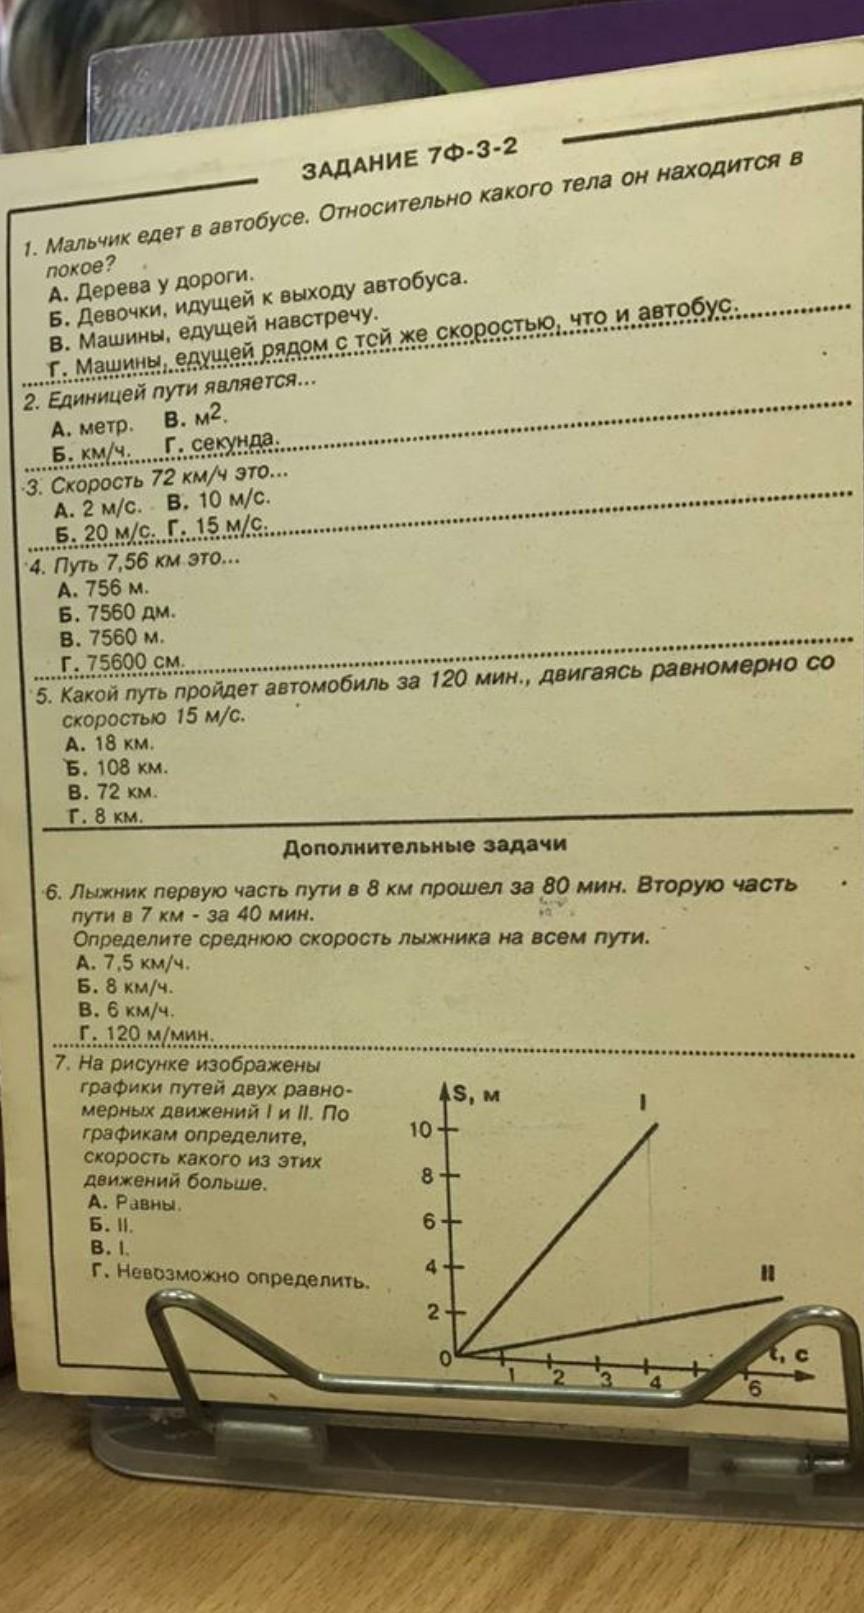 ЗАДАНИЕ 7Ф-3-2
1. Мальчик едет в автобусе. Относительно какого тела он находится в
покое?
А. Дерева у дороги.
Б. Девочки, идущей к выходу автобуса.
В. Машины, едущей навстречу.
Г. Машины, едущей рядом с той же скоростью, что и автобус.
2. Единицей пути является...
А. метр. В. м².
Б. км/ч. Г. секунда.
3. Скорость 72 км/ч это...
А. 2 м/с. В. 10 м/с.
Б. 20 м/с. Г. 15 м/с.
4. Путь 7,56 км это...
А. 756 м.
Б. 7560 дм.
В. 7560 м.
Г. 75600 см.
5. Какой путь пройдет автомобиль за 120 мин., двигаясь равномерно со
скоростью 15 м/с.
А. 18 км.
Б. 108 км.
В. 72 км.
Г. 8 км.
Дополнительные задачи
6. Лыжник первую часть пути в 8 км прошел за 80 мин. Вторую часть
пути в 7 км - за 40 мин.
Определите среднюю скорость лыжника на всем пути.
А. 7,5 км/ч.
Б. 8 км/ч.
В. 6 км/ч.
Г. 120 м/мин.
7. На рисунке изображены
графики путей двух равно-
мерных движений I и II. По
графикам определите,
скорость какого из этих
движений больше.
А. Равны.
Б. II.
В. I.
Г. Невозможно определить.
S, м
I
10
8
6
4
II
2
0
t, с
1 2 3 4 6